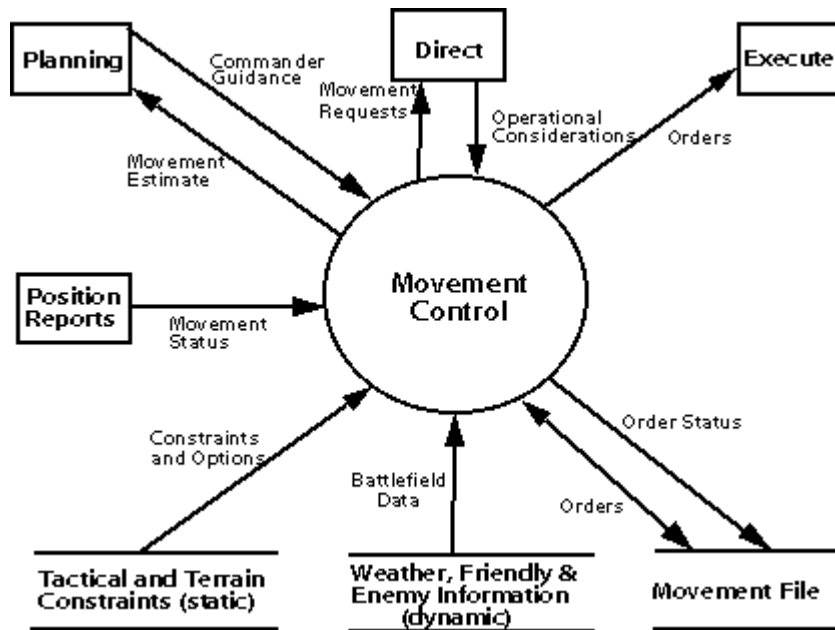 Planning
Commander
Guidance
Direct
Movement
Requests
Operational
Considerations
Execute
Orders
Movement
Estimate
Movement
Control
Position
Reports
Movement
Status
Constraints
and Options
Battlefield
Data
Order Status
Orders
Tactical and Terrain
Constraints (static)
Weather, Friendly &
Enemy Information
(dynamic)
Movement File